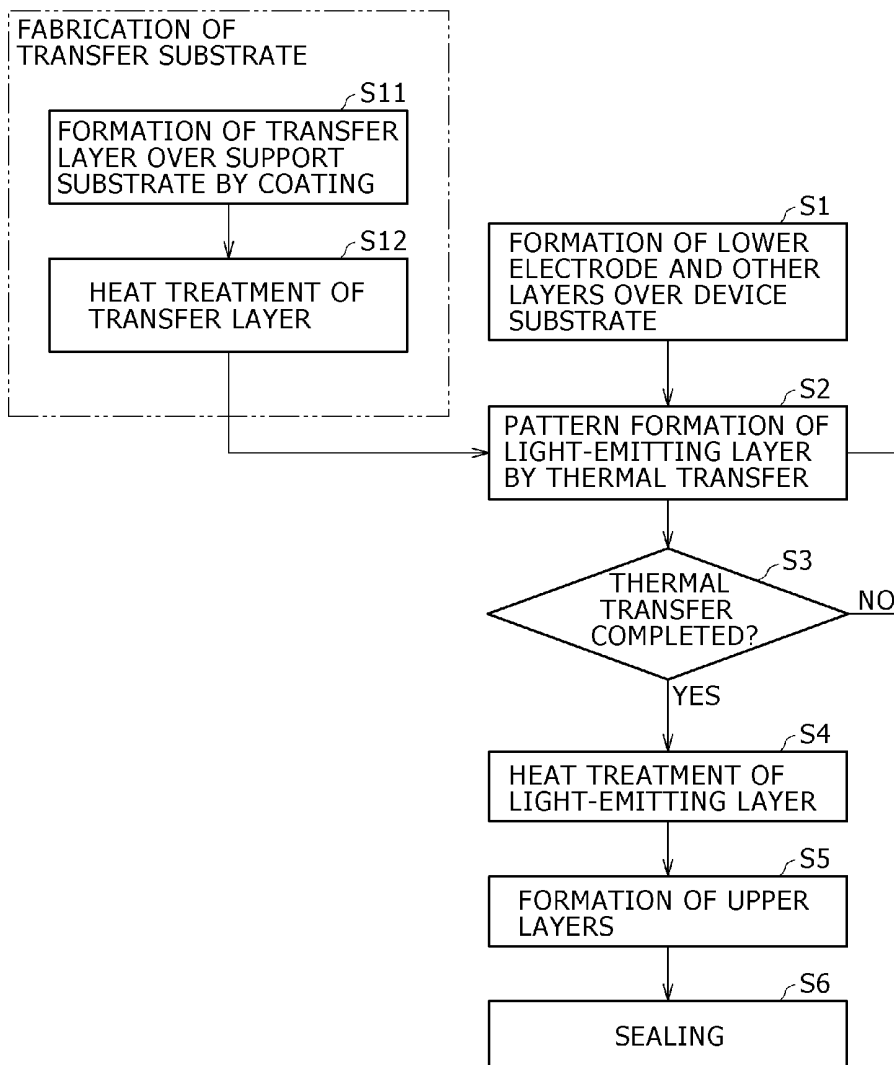 FABRICATION OF
TRANSFER SUBSTRATE
S11
FORMATION OF TRANSFER
LAYER OVER SUPPORT
SUBSTRATE BY COATING
S12
HEAT TREATMENT OF
TRANSFER LAYER
S1
FORMATION OF LOWER
ELECTRODE AND OTHER
LAYERS OVER DEVICE
SUBSTRATE
S2
PATTERN FORMATION OF
LIGHT-EMITTING LAYER
BY THERMAL TRANSFER
S3
THERMAL
TRANSFER
COMPLETED?
NO
YES
S4
HEAT TREATMENT OF
LIGHT-EMITTING LAYER
S5
FORMATION OF UPPER
LAYERS
S6
SEALING